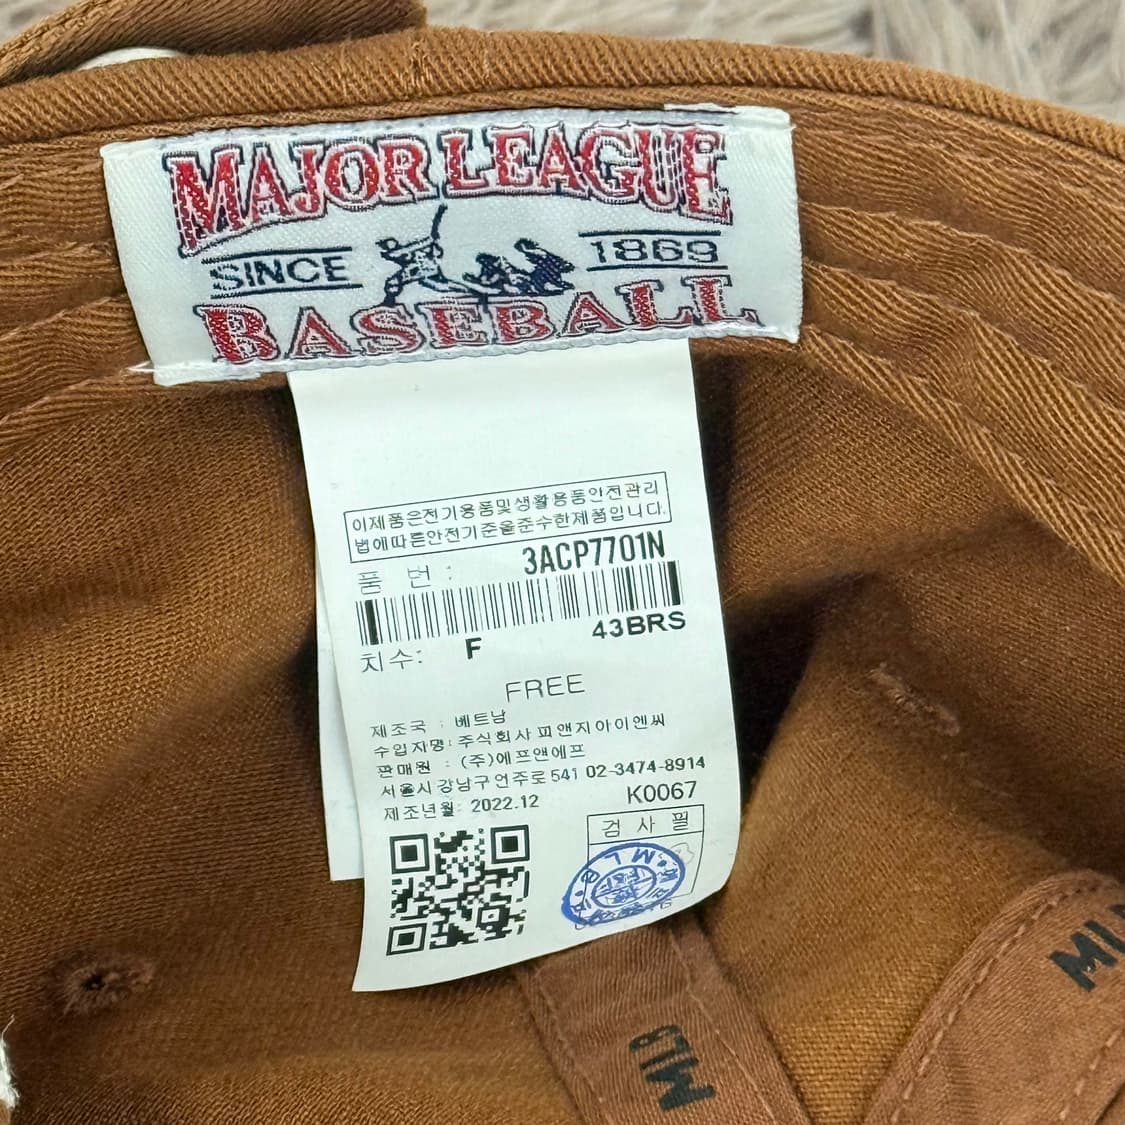 MAJOR LEAGUE
SINCE 1869
BASEBALL
이제품은전기용품및생활용품안전관리
법에따른안전기준을준수한제품입니다.
품 번 : 3ACP7701N
43BRS
치수: F
FREE
제조국 : 베트남
수입자명: 주식회사 피앤지아이엔씨
판매원 : (주)에프앤에프
서울시 강남구 언주로 541 02-3474-8914
제조년월: 2022.12 K0067
검 사 필
MLB
ML